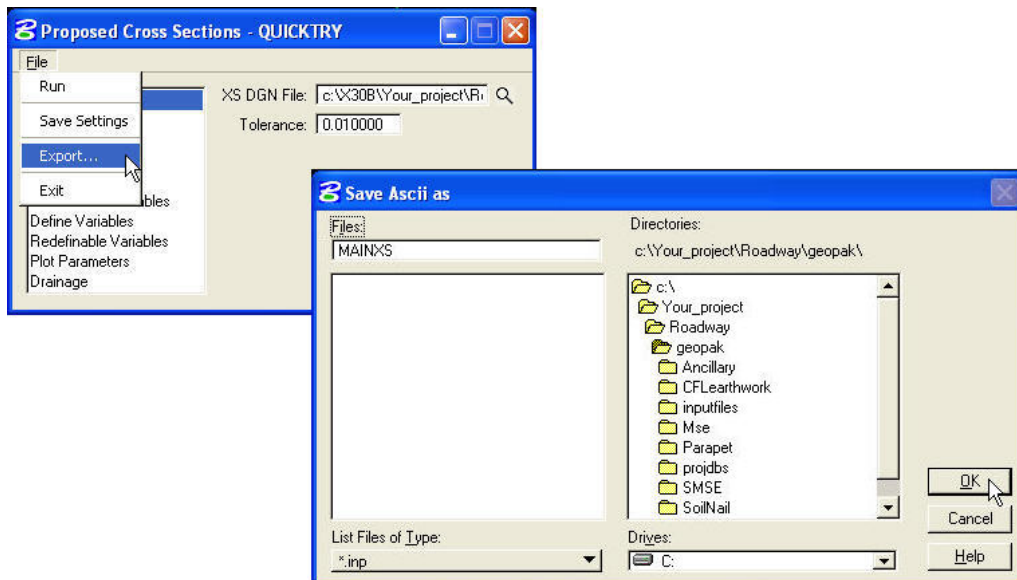 Proposed Cross Sections - QUICKTRY
File
Run
Save Settings
Export...
Exit
XS DGN File: c:\X30B\Your_project\R
Tolerance: 0.010000
bles
Define Variables
Redefinable Variables
Plot Parameters
Drainage
Save Ascii as
Files:
MAINXS
Directories:
c:\Your_project\Roadway\geopak\
c:\
Your_project
Roadway
geopak
Ancillary
CFLearthwork
inputfiles
Mse
Parapet
projdbs
SMSE
SoilNail
List Files of Type:
*.inp
Drives:
C:
OK
Cancel
Help